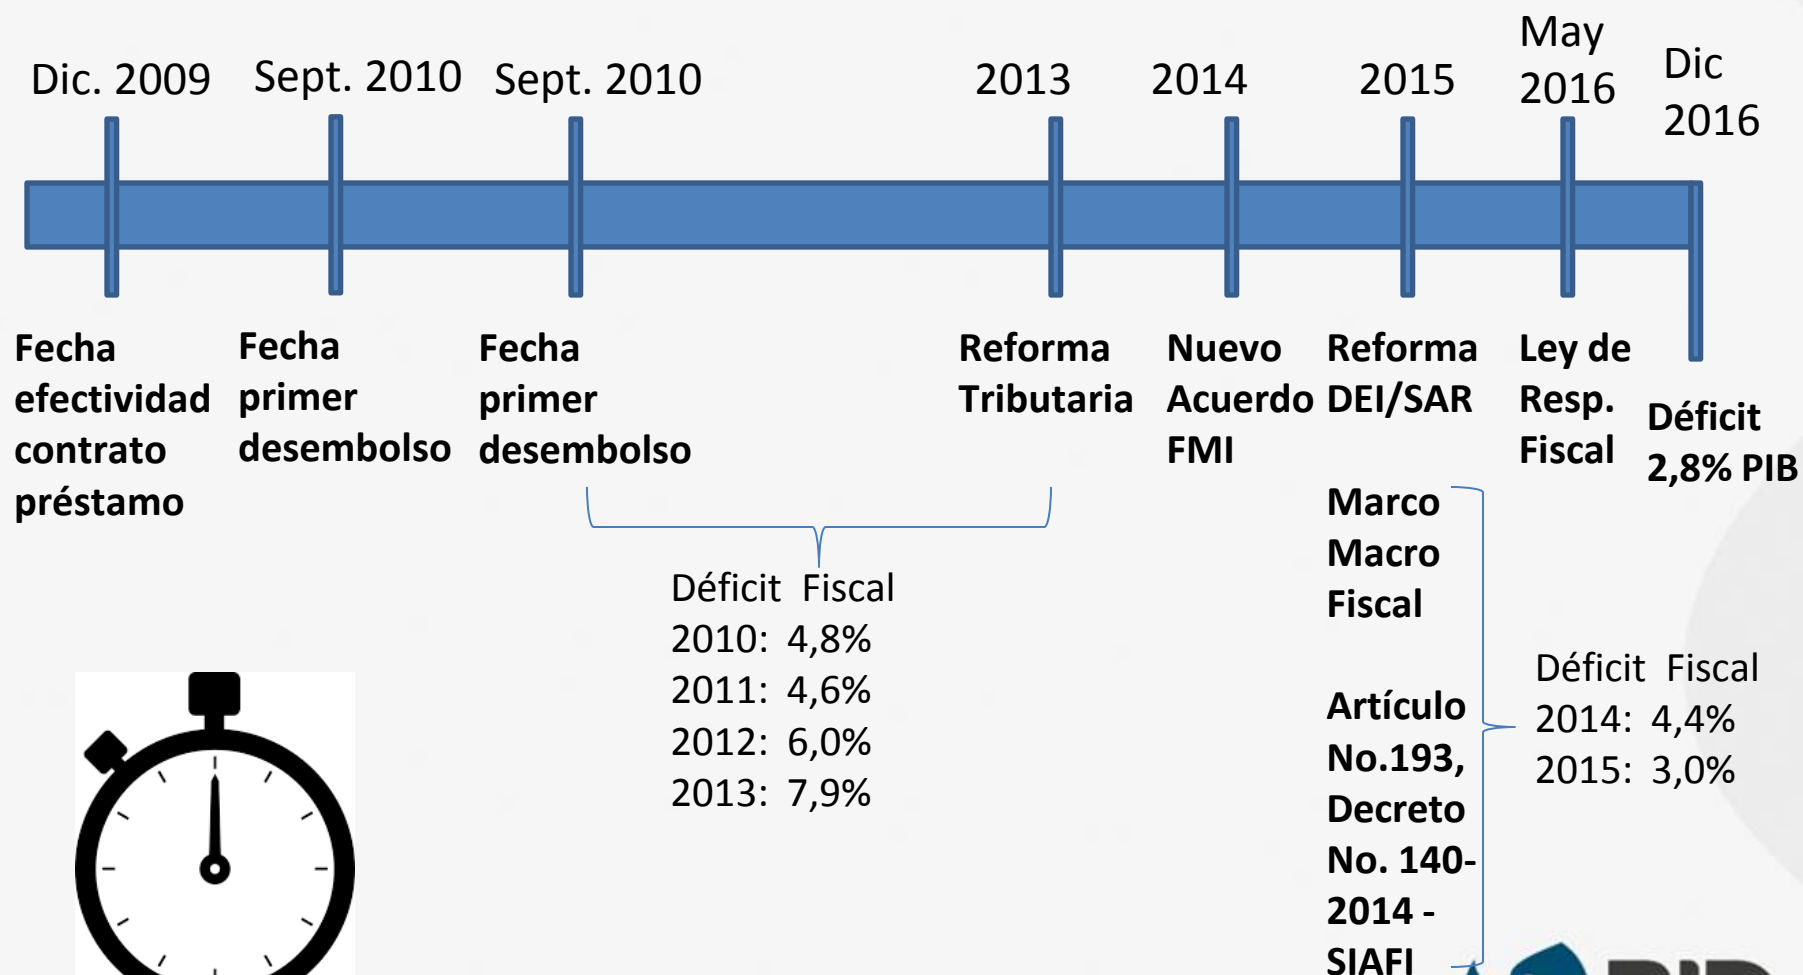 Dic. 2009
Sept. 2010
Sept. 2010
2013
2014
2015
May
2016
Dic
2016
Fecha
efectividad
contrato
préstamo
Fecha
primer
desembolso
Fecha
primer
desembolso
Reforma
Tributaria
Nuevo
Acuerdo
FMI
Reforma
DEI/SAR
Ley de
Resp.
Fiscal
Déficit
2,8% PIB
Déficit Fiscal
2010: 4,8%
2011: 4,6%
2012: 6,0%
2013: 7,9%
Marco
Macro
Fiscal
Artículo
No.193,
Decreto
No. 140-
2014 -
SIAFI
Déficit Fiscal
2014: 4,4%
2015: 3,0%